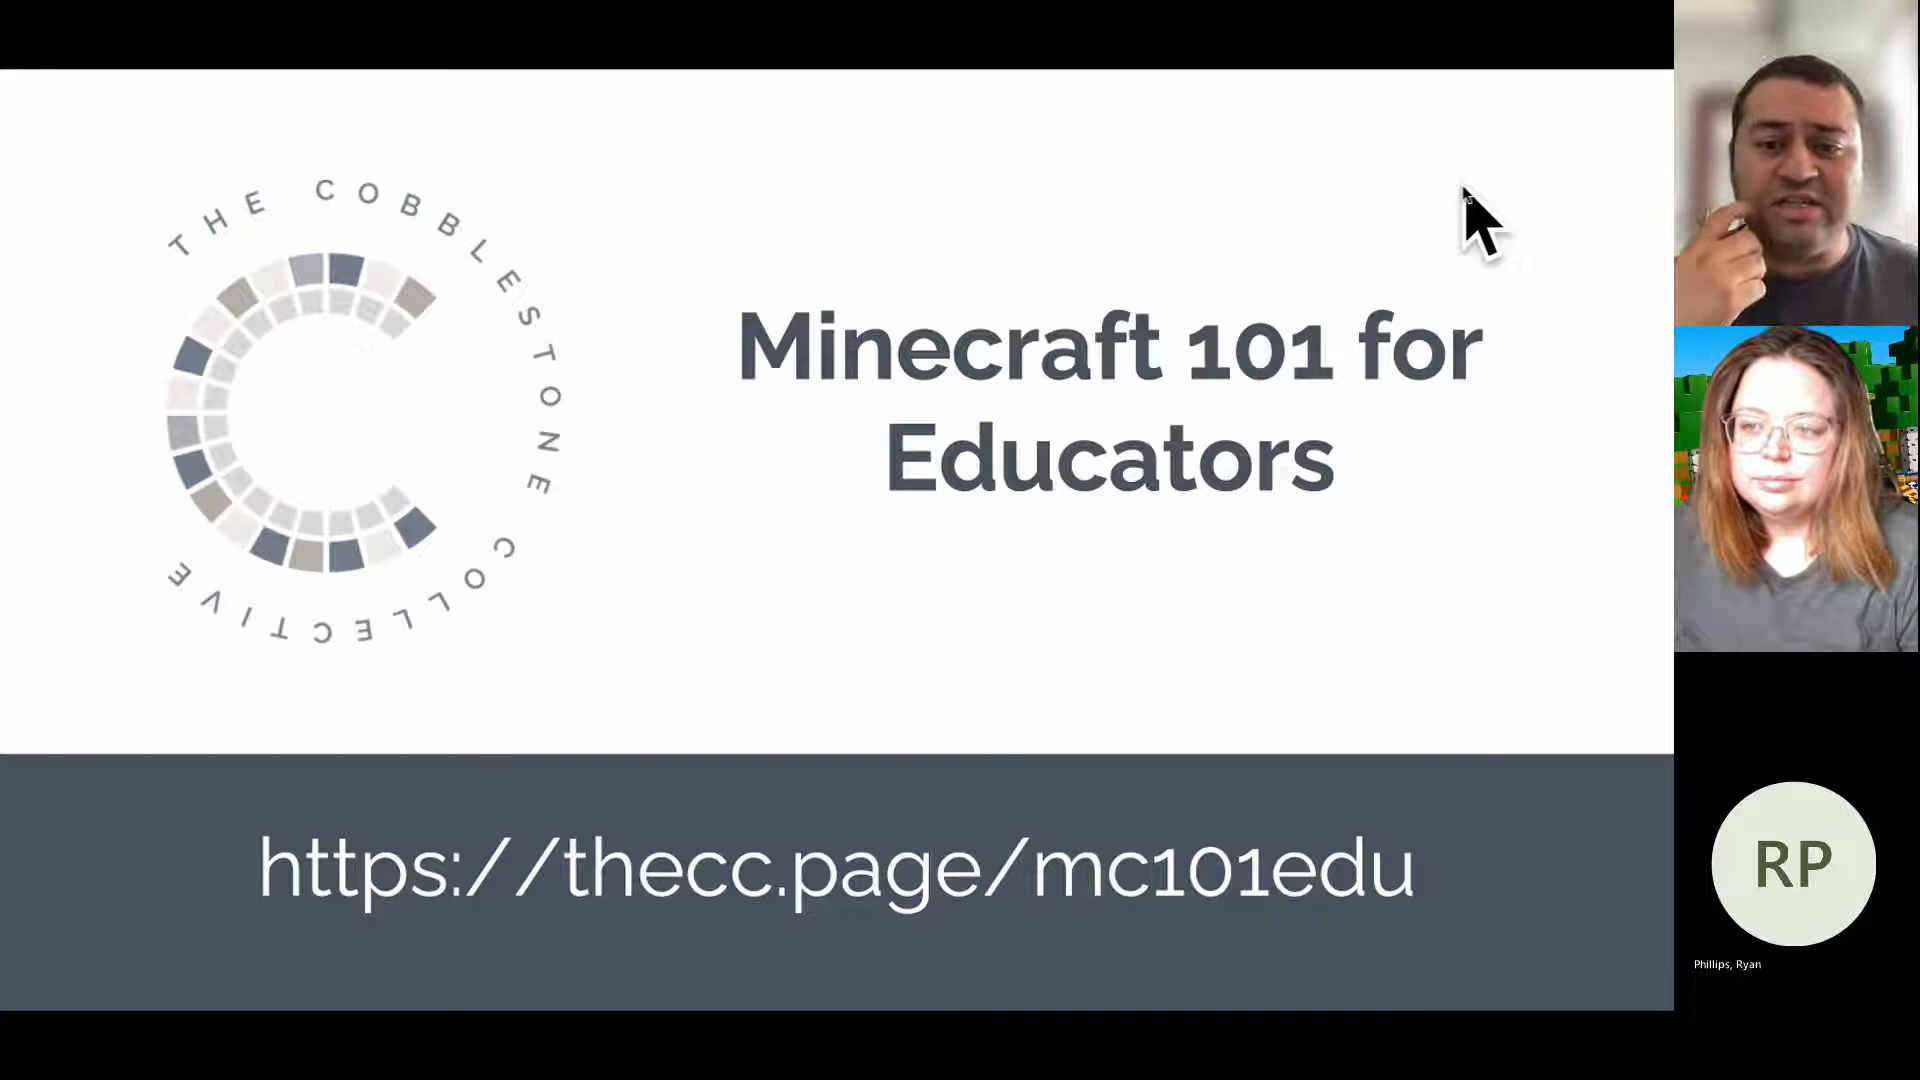 THE COBBLESTONE COLLECTIVE
Minecraft 101 for
Educators
https://thecc.page/mc101edu
RP
Phillips, Ryan